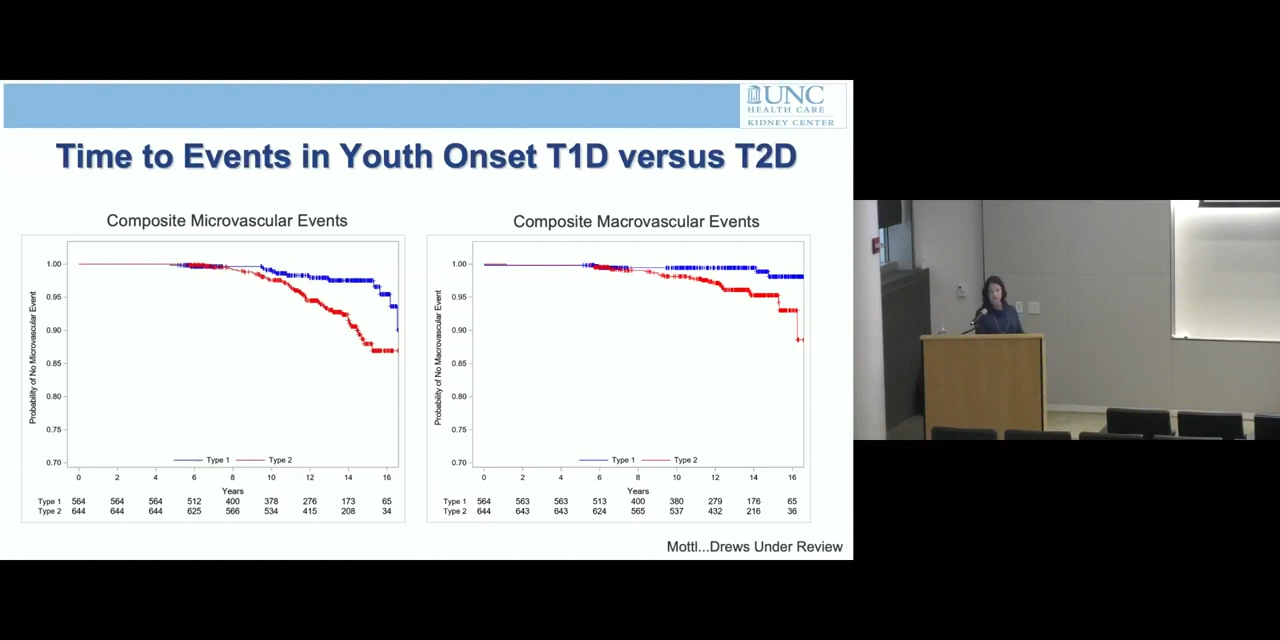 UNC
HEALTH CARE
KIDNEY CENTER
Time to Events in Youth Onset T1D versus T2D
Composite Microvascular Events
Probability of No Microvascular Event
1.00
0.95
0.90
0.85
0.80
0.75
0.70
Type 1 Type 2
0 2 4 6 8 10 12 14 16
Years
Type 1 564 564 564 512 400 378 276 173 65
Type 2 644 644 644 625 566 534 415 208 34
Composite Macrovascular Events
Probability of No Macrovascular Event
1.00
0.95
0.90
0.85
0.80
0.75
0.70
Type 1 Type 2
0 2 4 6 8 10 12 14 16
Years
Type 1 564 563 563 513 400 380 279 176 65
Type 2 644 643 643 624 565 537 432 216 36
Mottl...Drews Under Review